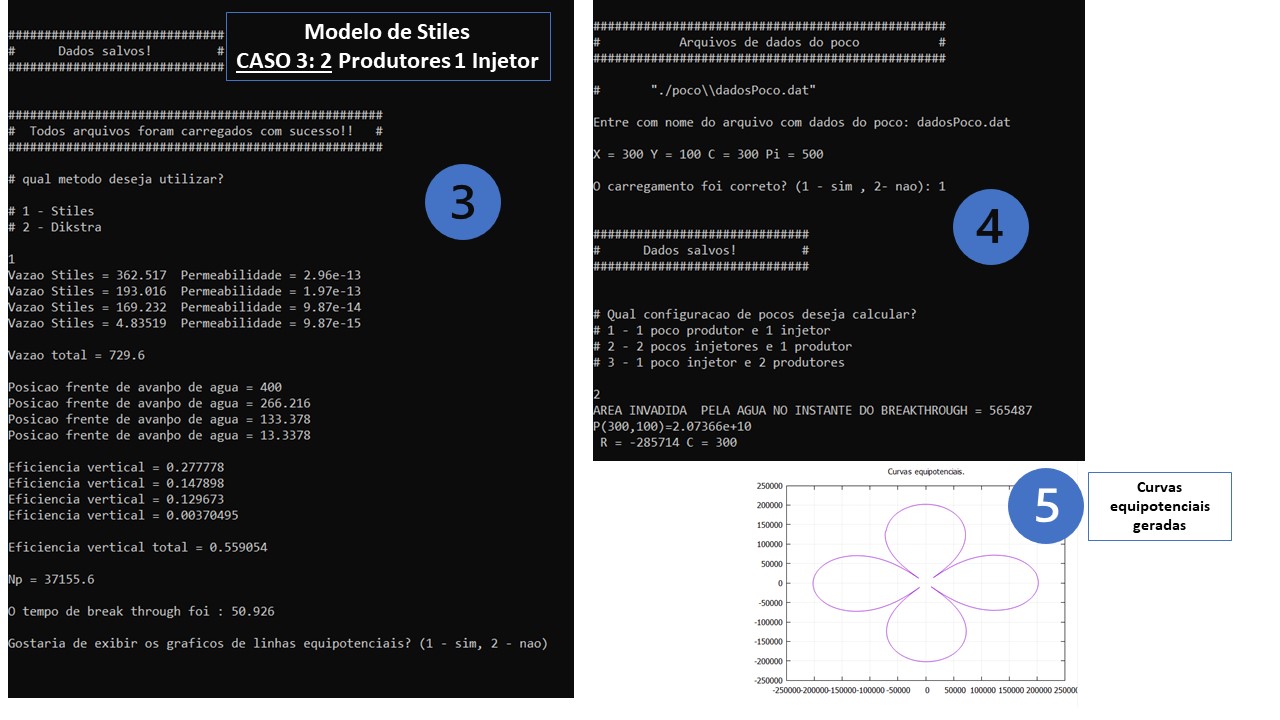 Modelo de Stiles
CASO 3: 2 Produtores 1 Injetor
##############################
#      Dados salvos!         #
##############################
####################################################
#  Todos arquivos foram carregados com sucesso!!   #
####################################################
# qual metodo deseja utilizar?
# 1 - Stiles
# 2 - Dikstra
1
Vazao Stiles = 362.517  Permeabilidade = 2.96e-13
Vazao Stiles = 193.016  Permeabilidade = 1.97e-13
Vazao Stiles = 169.232  Permeabilidade = 9.87e-14
Vazao Stiles = 4.83519  Permeabilidade = 9.87e-15
Vazao total = 729.6
Posicao frente de avanþo de agua = 400
Posicao frente de avanþo de agua = 266.216
Posicao frente de avanþo de agua = 133.378
Posicao frente de avanþo de agua = 13.3378
Eficiencia vertical = 0.277778
Eficiencia vertical = 0.147898
Eficiencia vertical = 0.129673
Eficiencia vertical = 0.00370495
Eficiencia vertical total = 0.559054
Np = 37155.6
O tempo de break through foi : 50.926
Gostaria de exibir os graficos de linhas equipotenciais? (1 - sim, 2 - nao)
3
#################################################
#           Arquivos de dados do poco           #
#################################################
#       "./poco\\dadosPoco.dat"
Entre com nome do arquivo com dados do poco: dadosPoco.dat
X = 300 Y = 100 C = 300 Pi = 500
O carregamento foi correto? (1 - sim , 2- nao): 1
##############################
#      Dados salvos!         #
##############################
# Qual configuracao de pocos deseja calcular?
# 1 - 1 poco produtor e 1 injetor
# 2 - 2 pocos injetores e 1 produtor
# 3 - 1 poco injetor e 2 produtores
2
AREA INVADIDA  PELA AGUA NO INSTANTE DO BREAKTHROUGH = 565487
P(300,100)=2.07366e+10
R = -285714 C = 300
4
Curvas equipotenciais.
250000
200000
150000
100000
50000
0
-50000
-100000
-150000
-200000
-250000
-250000-200000-150000-100000 -50000 0 50000 100000 150000 200000 250000
5
Curvas
equipotenciais
geradas